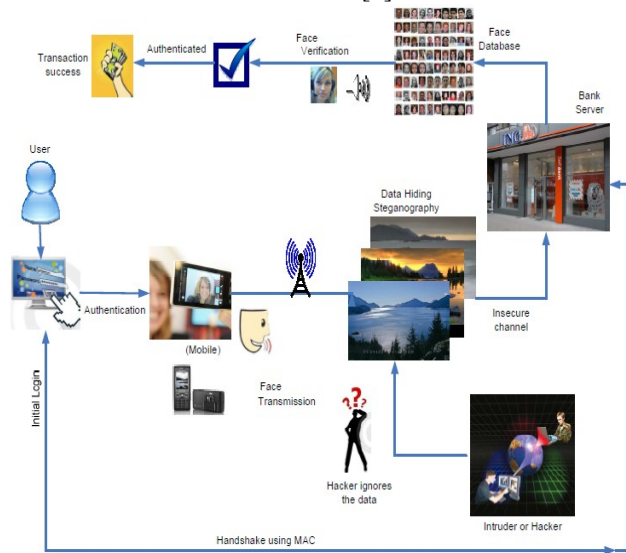 Transaction
success
Authenticated
Face
Verification
Face
Database
Bank
Server
ING
User
Data Hiding
Steganography
Authentication
(Mobile)
Insecure
channel
Face
Transmission
Initial Login
???
Hacker ignores
the data
Intruder or Hacker
Handshake using MAC